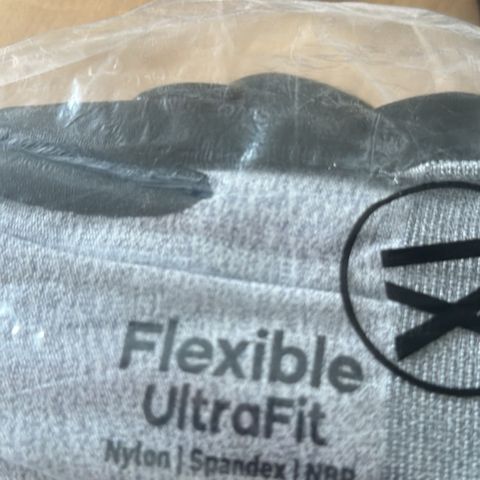 Flexible
UltraFit
Nylon | Spandex | NBR